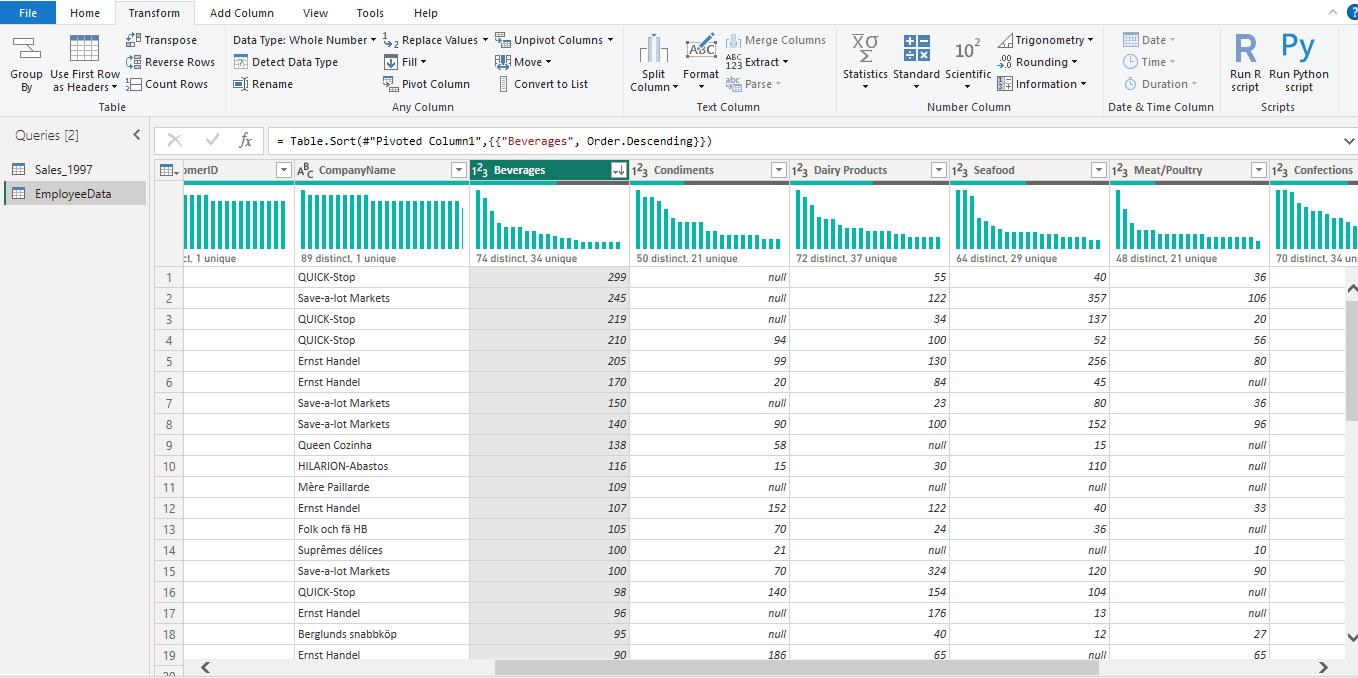 File Home Transform Add Column View Tools Help
Group By
Use First Row as Headers
Transpose
Reverse Rows
Count Rows
Table
Data Type: Whole Number
Detect Data Type
Rename
Replace Values
Fill
Pivot Column
Unpivot Columns
Move
Convert to List
Any Column
Split Column
Format
Merge Columns
Extract
Parse
Text Column
Statistics
Standard
Scientific
Trigonometry
Rounding
Information
Number Column
Date
Time
Duration
Date & Time Column
Run R script
Run Python script
Scripts
Queries [2]
Sales_1997
EmployeeData
= Table.Sort(#"Pivoted Column1",{{"Beverages", Order.Descending}})
omerID CompanyName Beverages Condiments Dairy Products Seafood Meat/Poultry Confections
ct, 1 unique 89 distinct, 1 unique 74 distinct, 34 unique 50 distinct, 21 unique 72 distinct, 37 unique 64 distinct, 29 unique 48 distinct, 21 unique 70 distinct, 34 un
1 QUICK-Stop 299 null 55 40 36
2 Save-a-lot Markets 245 null 122 357 106
3 QUICK-Stop 219 null 34 137 20
4 QUICK-Stop 210 94 100 52 56
5 Ernst Handel 205 99 130 256 80
6 Ernst Handel 170 20 84 45 null
7 Save-a-lot Markets 150 null 23 80 36
8 Save-a-lot Markets 140 90 100 152 96
9 Queen Cozinha 138 58 null 15 null
10 HILARION-Abastos 116 15 30 110 null
11 Mère Paillarde 109 null null null null
12 Ernst Handel 107 152 122 40 33
13 Folk och fä HB 105 70 24 36 null
14 Suprêmes délices 100 21 null null 10
15 Save-a-lot Markets 100 70 324 120 90
16 QUICK-Stop 98 140 154 104 null
17 Ernst Handel 96 null 176 13 null
18 Berglunds snabbköp 95 null 40 12 27
19 Ernst Handel 90 186 65 null 65
20